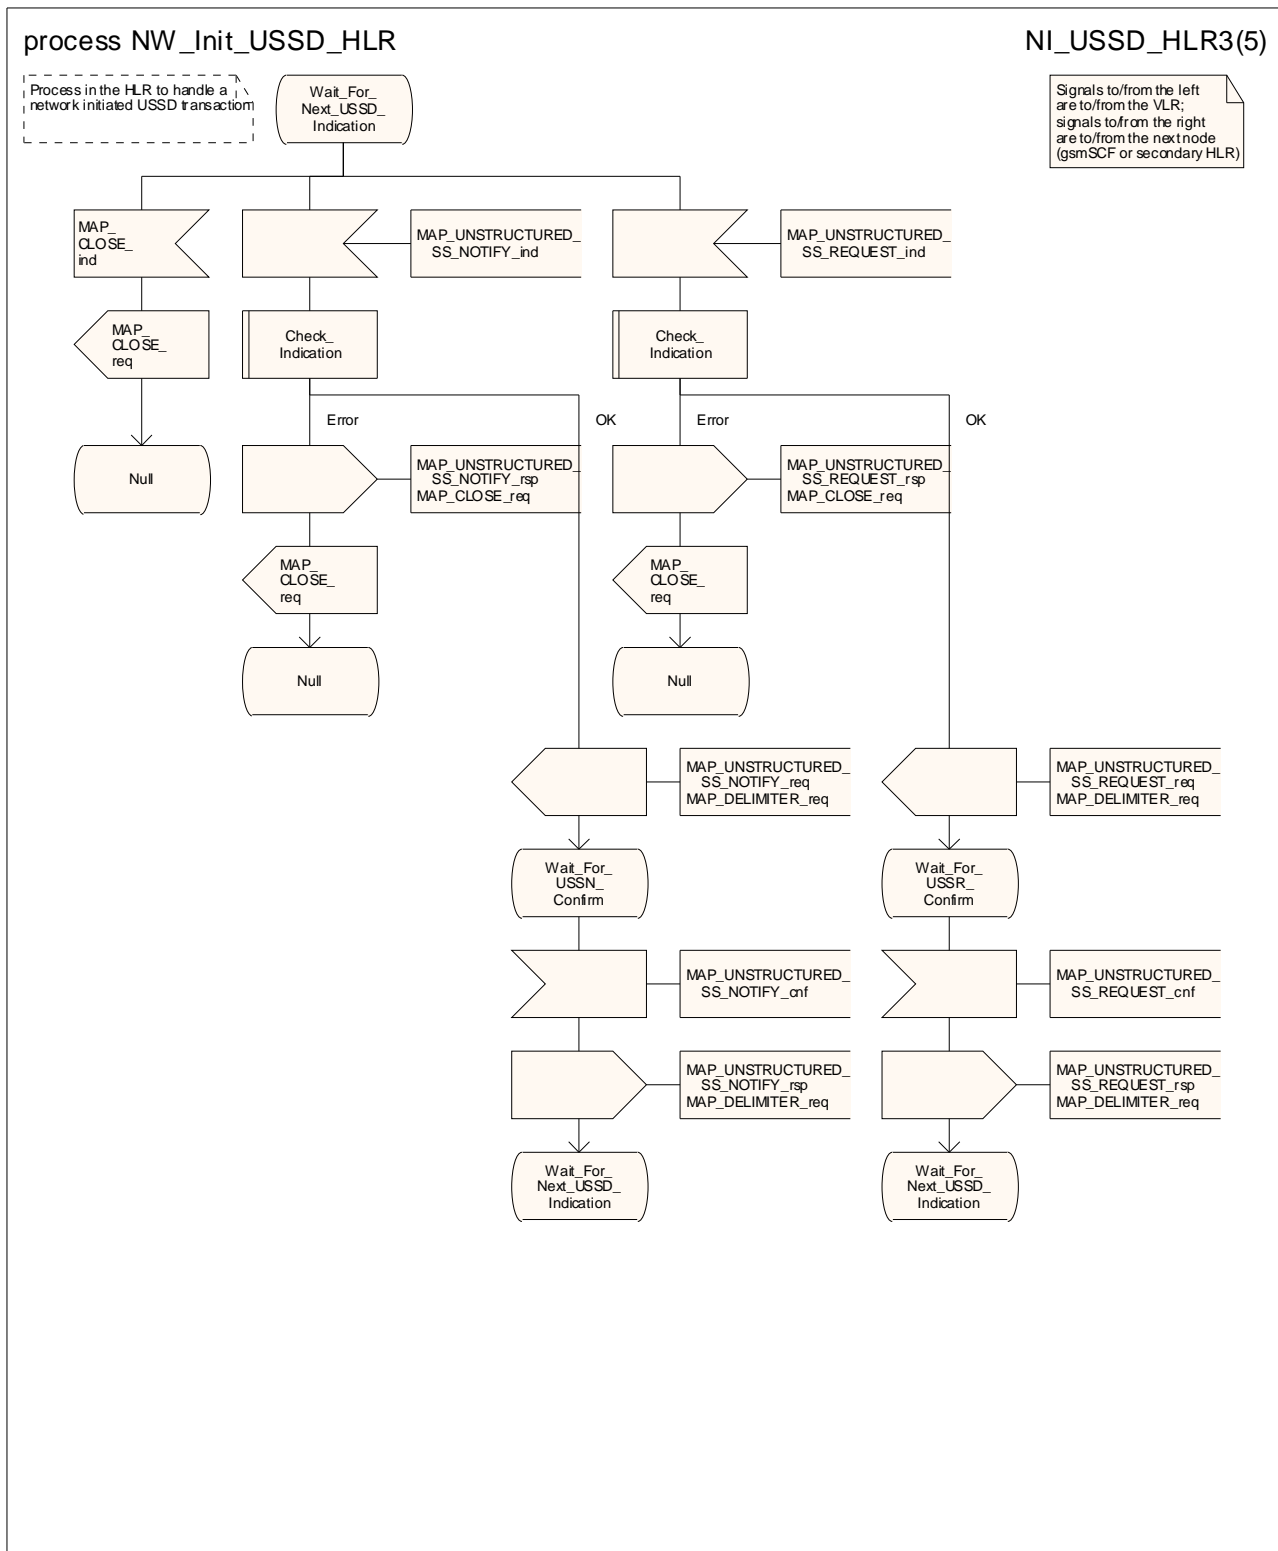 process NW_Init_USSD_HLR
NI_USSD_HLR3(5)
Process in the HLR to handle a
network initiated USSD transaction
Wait_For_
Next_USSD_
Indication
Signals to/from the left
are to/from the VLR;
signals to/from the right
are to/from the next node
(gsmSCF or secondary HLR)
MAP_
CLOSE_
ind
MAP_UNSTRUCTURED_
SS_NOTIFY_ind
MAP_UNSTRUCTURED_
SS_REQUEST_ind
MAP_
CLOSE_
req
Check_
Indication
Check_
Indication
Error
OK
Error
OK
Null
MAP_UNSTRUCTURED_
SS_NOTIFY_rsp
MAP_CLOSE_req
MAP_UNSTRUCTURED_
SS_REQUEST_rsp
MAP_CLOSE_req
MAP_
CLOSE_
req
MAP_
CLOSE_
req
Null
Null
MAP_UNSTRUCTURED_
SS_NOTIFY_req
MAP_DELIMITER_req
MAP_UNSTRUCTURED_
SS_REQUEST_req
MAP_DELIMITER_req
Wait_For_
USSN_
Confirm
Wait_For_
USSR_
Confirm
MAP_UNSTRUCTURED_
SS_NOTIFY_cnf
MAP_UNSTRUCTURED_
SS_REQUEST_cnf
MAP_UNSTRUCTURED_
SS_NOTIFY_rsp
MAP_DELIMITER_req
MAP_UNSTRUCTURED_
SS_REQUEST_rsp
MAP_DELIMITER_req
Wait_For_
Next_USSD_
Indication
Wait_For_
Next_USSD_
Indication